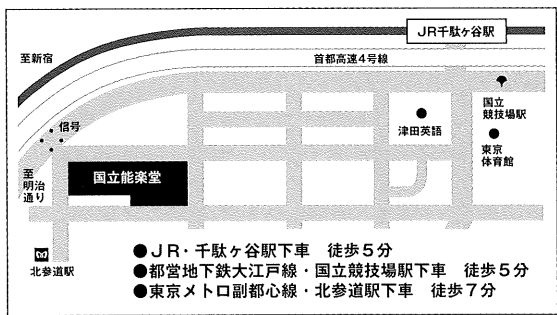 JR千駄ヶ谷駅
至新宿
首都高速4号線
国立
競技場駅
信号
津田英語
東京
体育館
至
明治
通り
国立能楽堂
北参道駅
●JR・千駄ヶ谷駅下車 徒歩5分
●都営地下鉄大江戸線・国立競技場駅下車 徒歩5分
●東京メトロ副都心線・北参道駅下車 徒歩7分